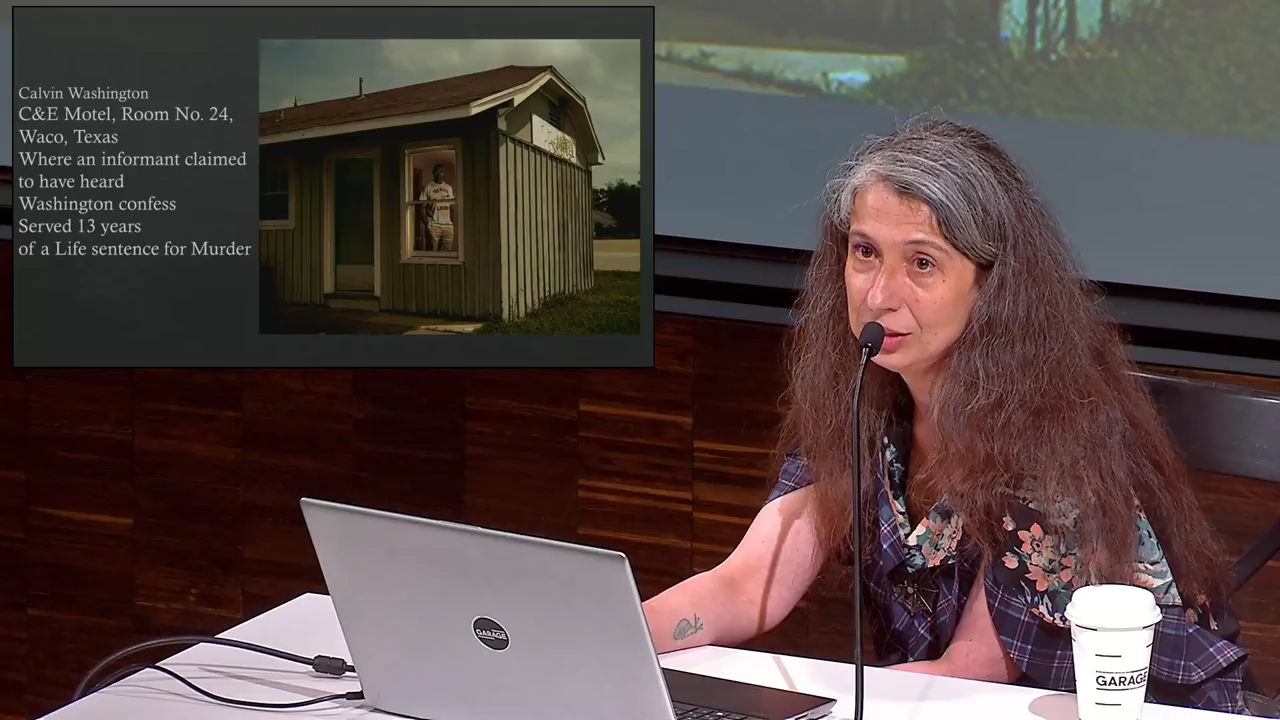 Calvin Washington
C&E Motel, Room No. 24,
Waco, Texas
Where an informant claimed
to have heard
Washington confess
Served 13 years
of a Life sentence for Murder
GARAGE
GARAGE